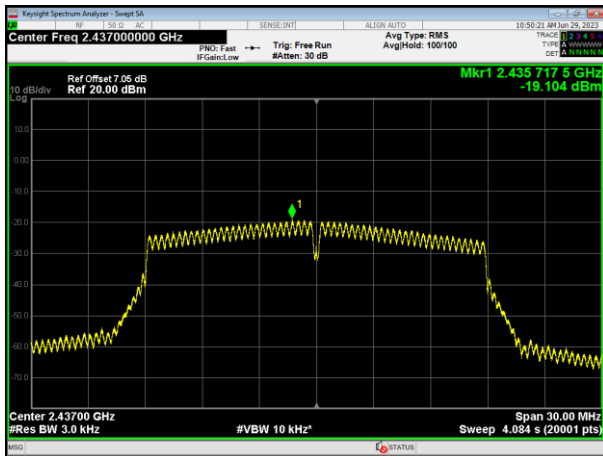 Keysight Spectrum Analyzer - Swept SA
RF 50 Ω AC SENSE:INT ALIGN AUTO 10:50:21 AM Jun 29, 2023
Center Freq 2.437000000 GHz
PNO: Fast
IFGain:Low
Trig: Free Run
#Atten: 30 dB
Avg Type: RMS
Avg|Hold: 100/100
TRACE 1 2 3 4 5 6
TYPE A WWWWW
DET A N N N N N
Mkr1 2.435 717 5 GHz
-19.104 dBm
Ref Offset 7.05 dB
10 dB/div Ref 20.00 dBm
Log
10.0
0.00
-10.0
1
-20.0
-30.0
-40.0
-50.0
-60.0
-70.0
Center 2.43700 GHz Span 30.00 MHz
#Res BW 3.0 kHz #VBW 10 kHz* Sweep 4.084 s (20001 pts)
MSG STATUS